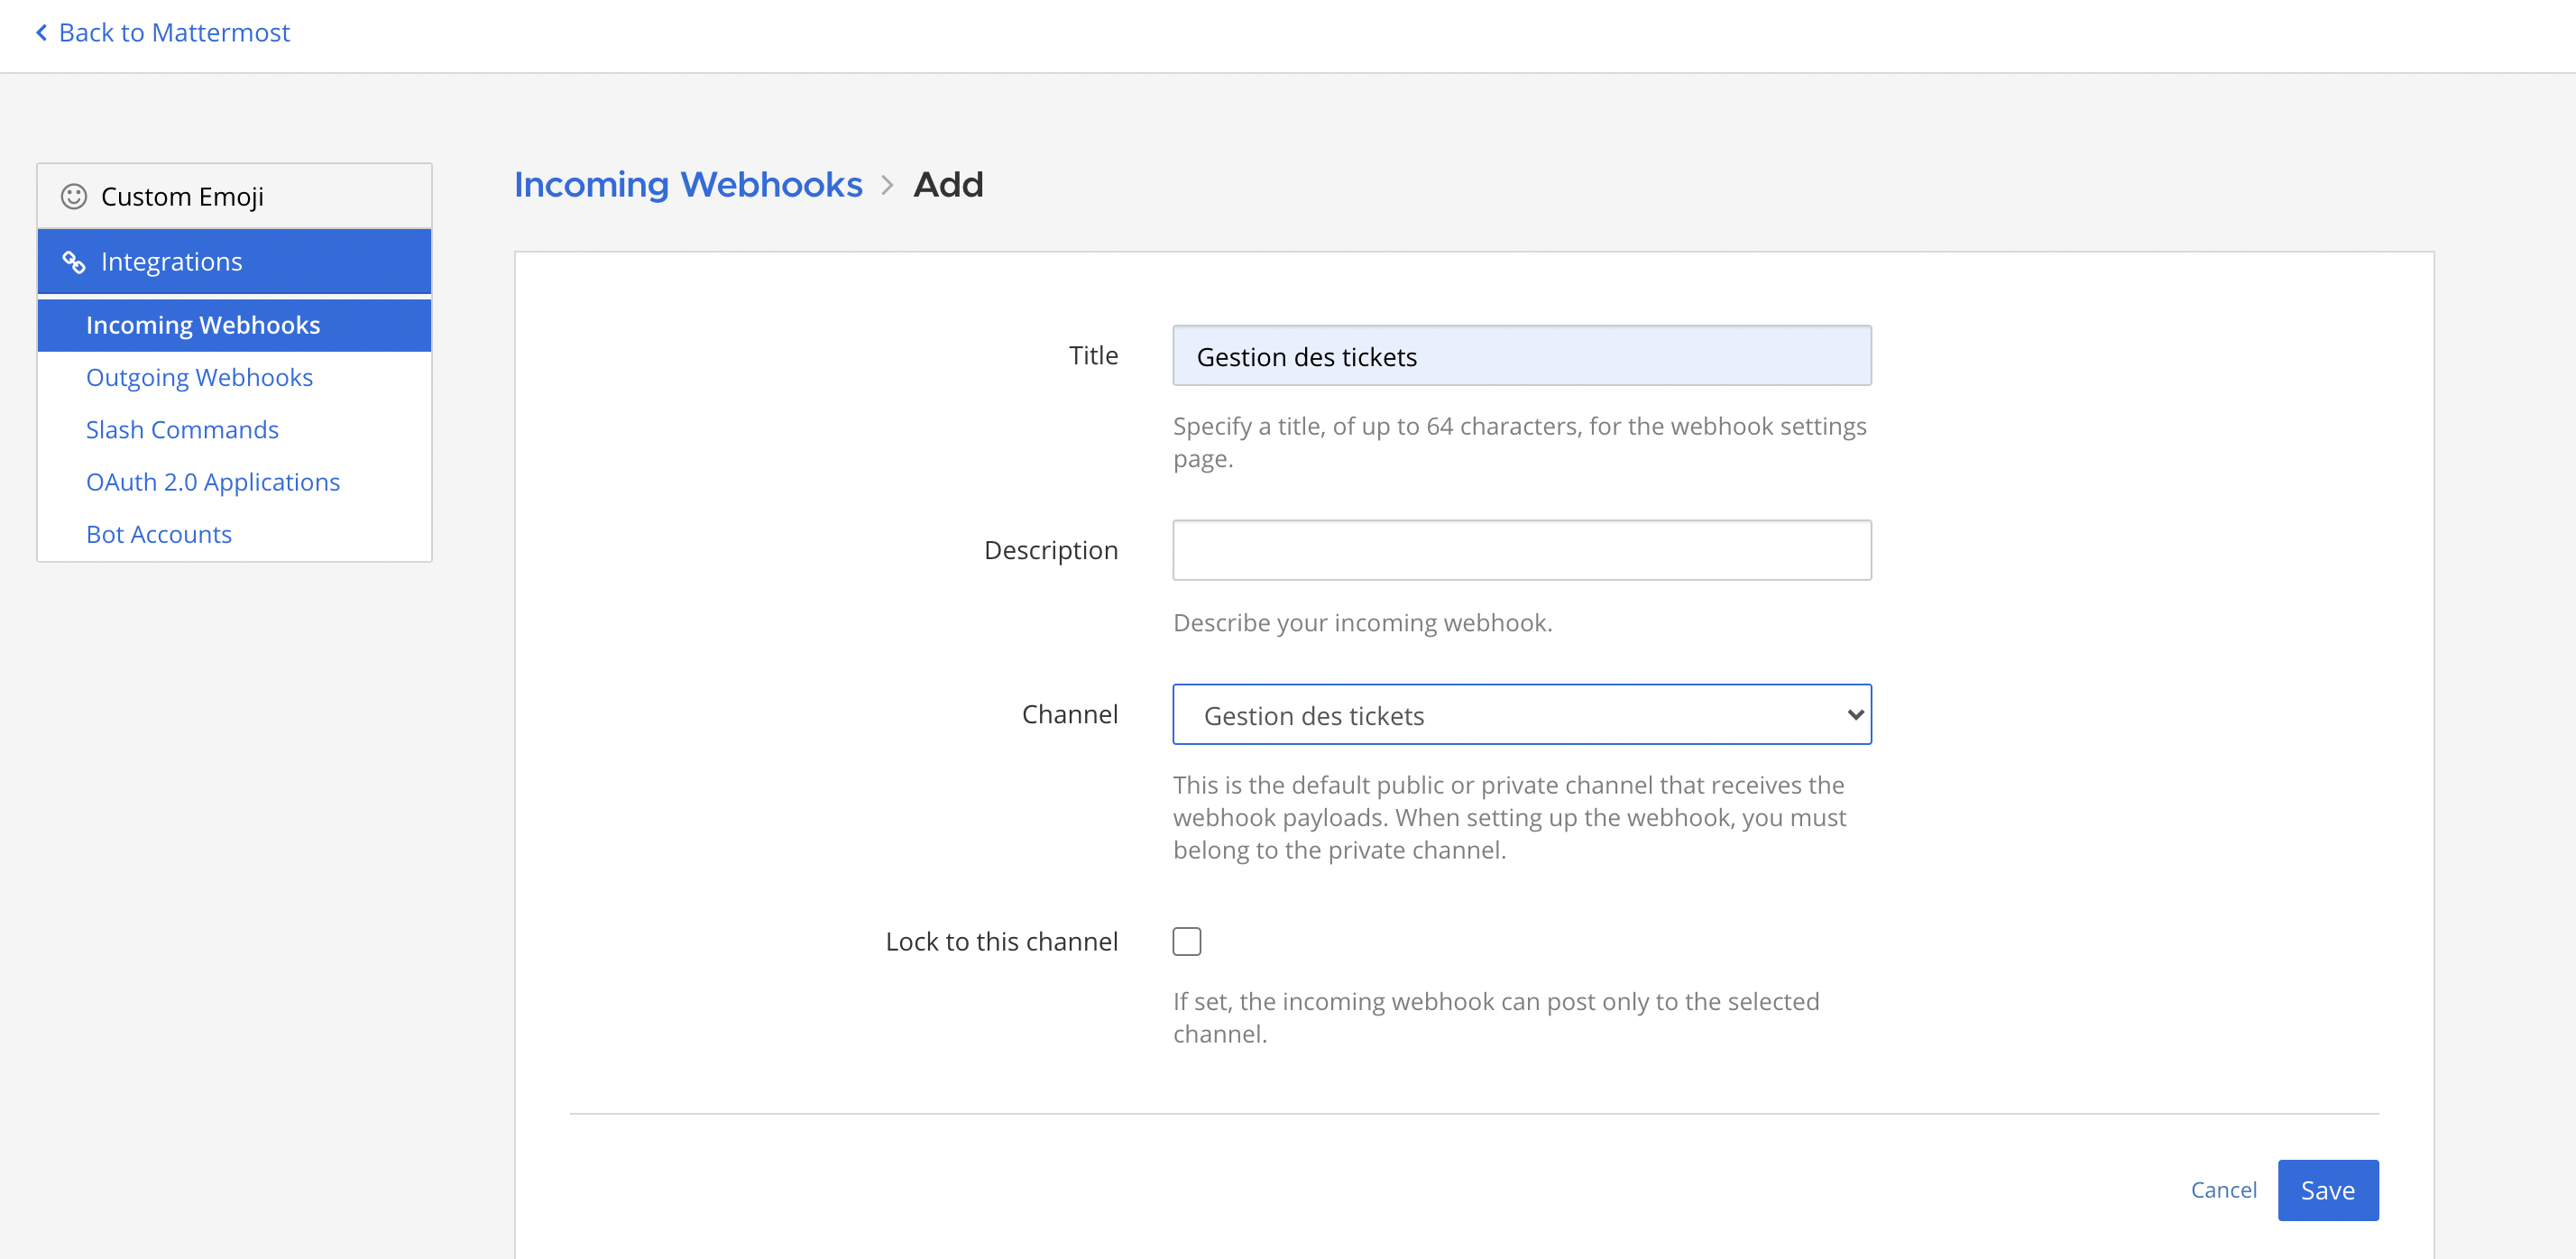 Back to Mattermost
Custom Emoji
Integrations
Incoming Webhooks
Outgoing Webhooks
Slash Commands
OAuth 2.0 Applications
Bot Accounts
Incoming Webhooks > Add
Title
Gestion des tickets
Specify a title, of up to 64 characters, for the webhook settings
page.
Description
Describe your incoming webhook.
Channel
Gestion des tickets
This is the default public or private channel that receives the
webhook payloads. When setting up the webhook, you must
belong to the private channel.
Lock to this channel
If set, the incoming webhook can post only to the selected
channel.
Cancel
Save